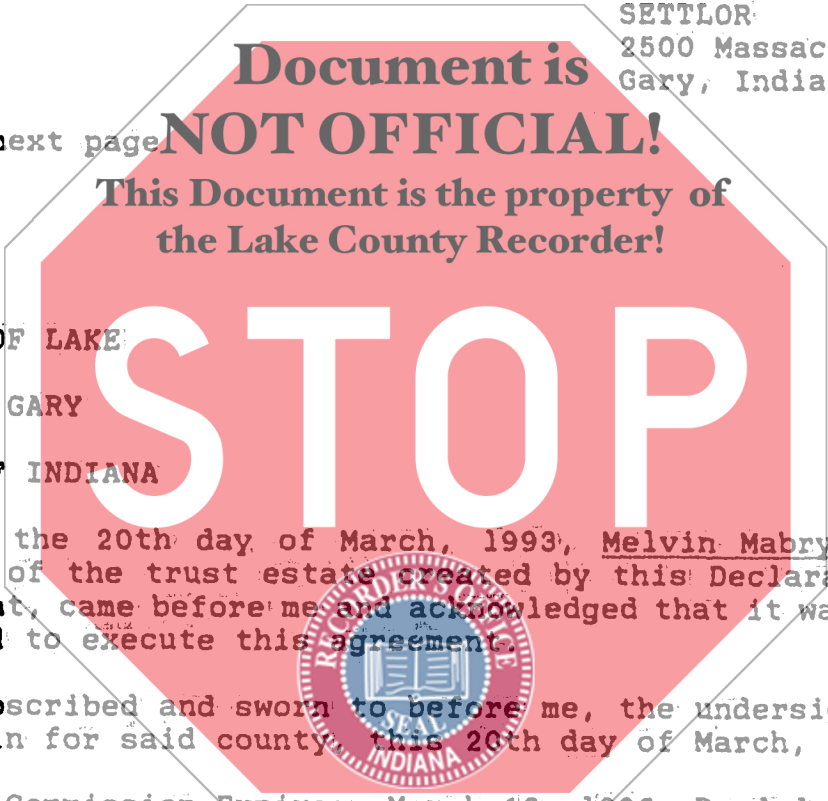 SETTLOR
2500 Massac
Gary, India
Document is
NOT OFFICIAL!
ext page
This Document is the property of
the Lake County Recorder!
OF LAKE
GARY
INDIANA
STOP
the 20th day of March, 1993, Melvin Mabry
of the trust estate created by this Declara
t, came before me and acknowledged that it wa
to execute this agreement.
RECORDER'S OFFICE
SEAL
INDIANA
scribed and sworn to before me, the undersi
n for said county, this 20th day of March,